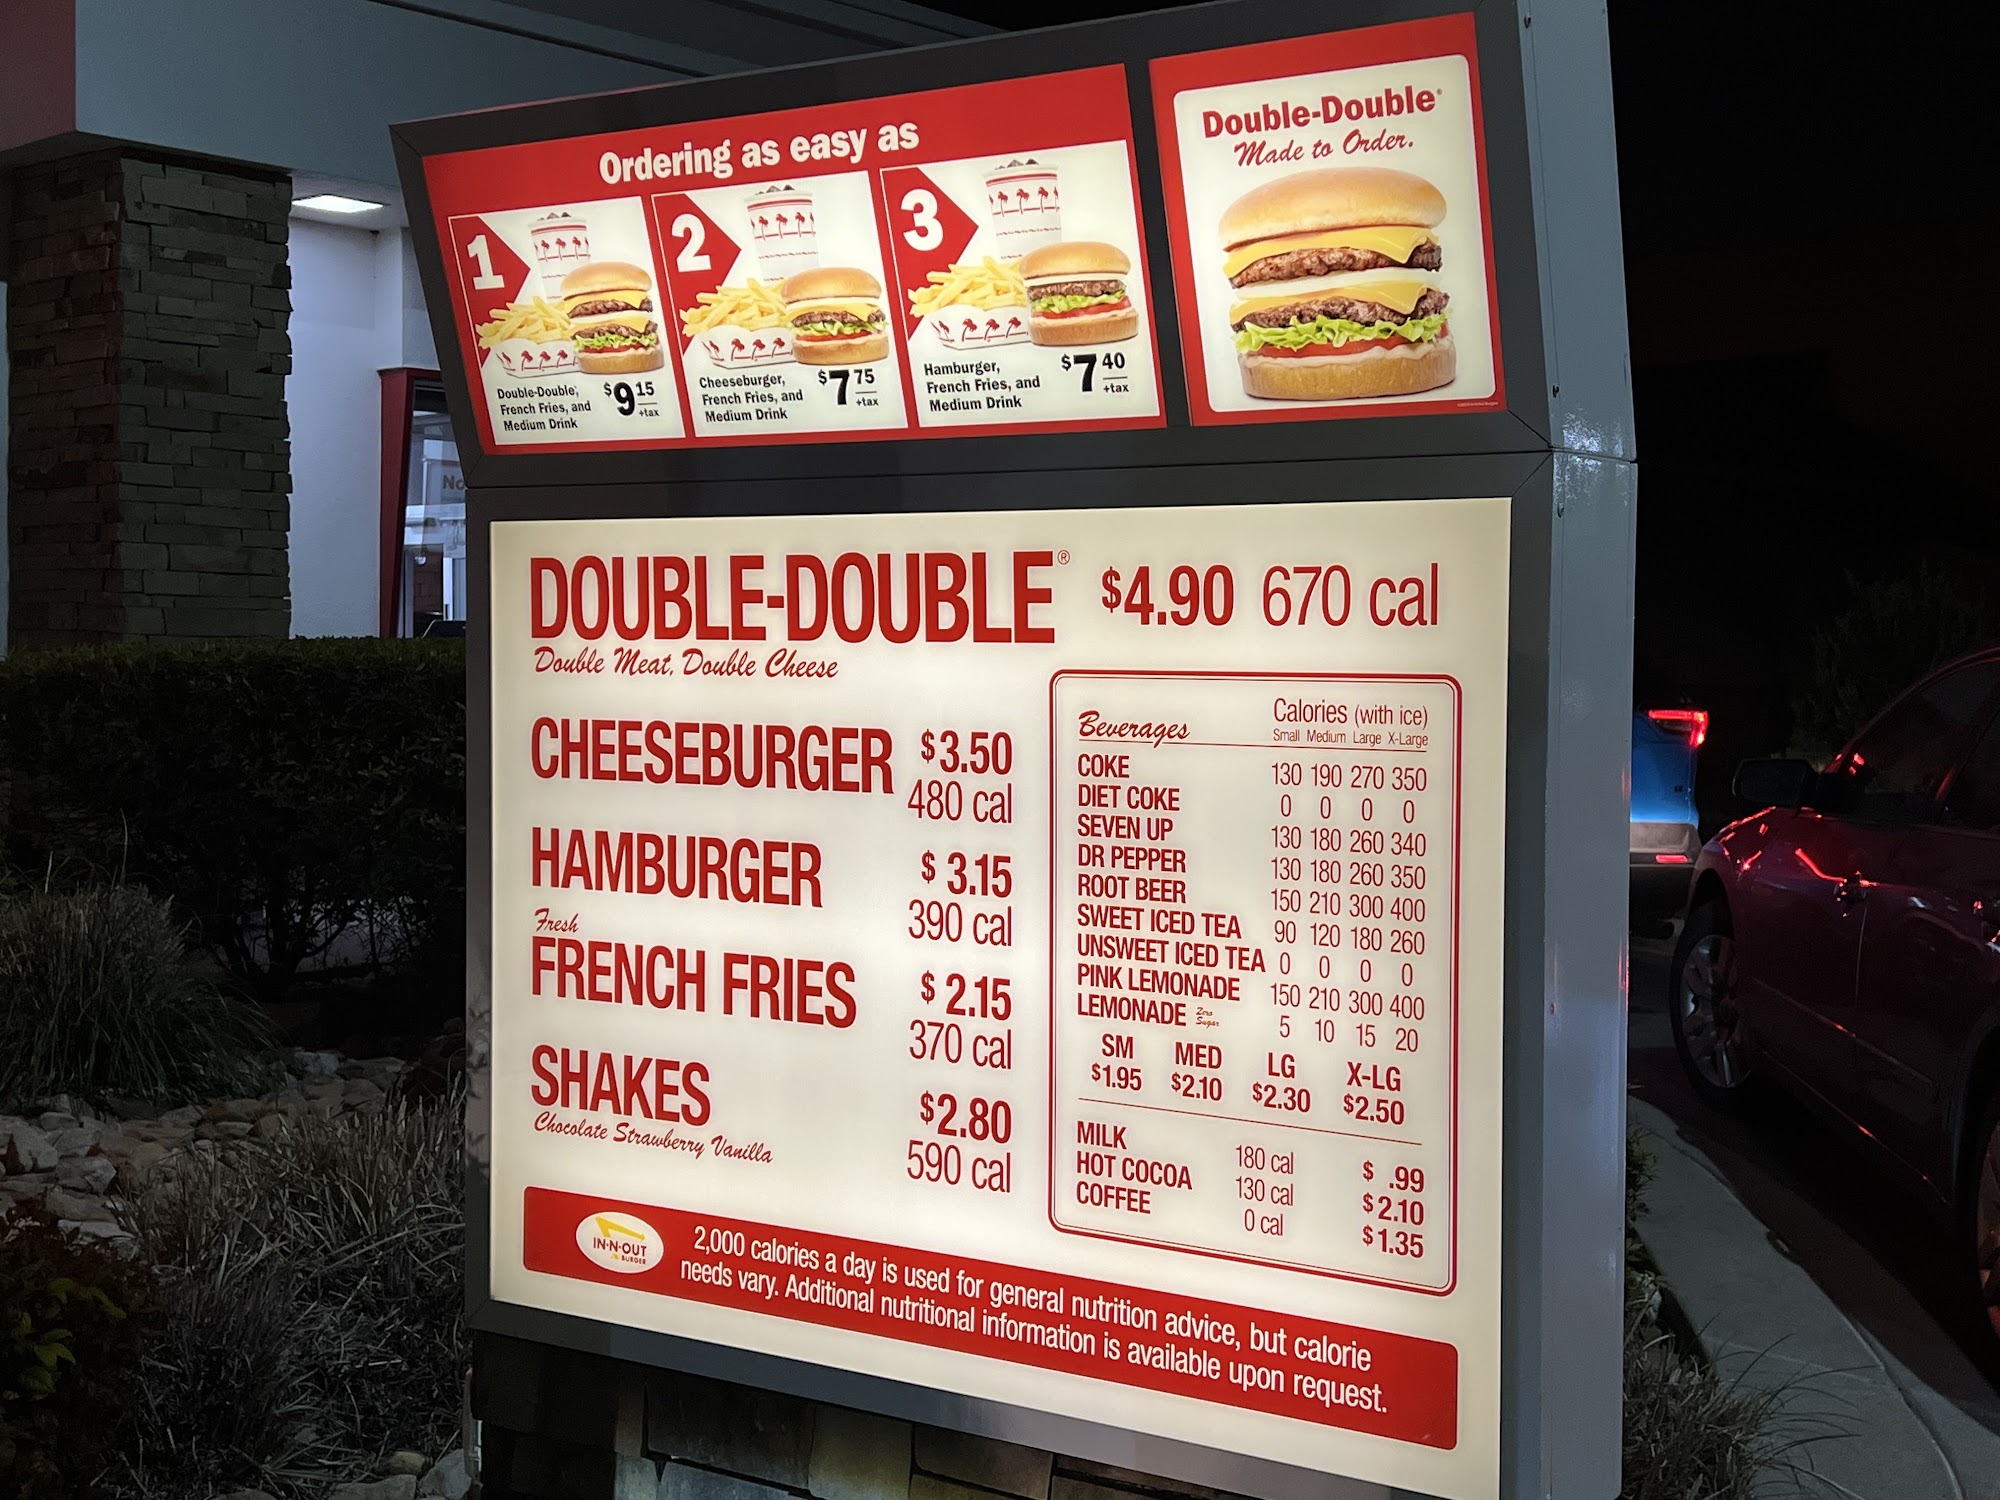 Ordering as easy as
1
Double-Double®,
French Fries, and
Medium Drink
$9 15
+tax
2
Cheeseburger,
French Fries, and
Medium Drink
$7 75
+tax
3
Hamburger,
French Fries, and
Medium Drink
$7 40
+tax
Double-Double®
Made to Order.
No
DOUBLE-DOUBLE® $4.90 670 cal
Double Meat, Double Cheese
CHEESEBURGER $3.50
480 cal
HAMBURGER $3.15
390 cal
Fresh
FRENCH FRIES $2.15
370 cal
SHAKES $2.80
Chocolate Strawberry Vanilla
590 cal
Beverages Calories (with ice)
Small Medium Large X-Large
COKE 130 190 270 350
DIET COKE 0 0 0 0
SEVEN UP 130 180 260 340
DR PEPPER 130 180 260 350
ROOT BEER 150 210 300 400
SWEET ICED TEA 90 120 180 260
UNSWEET ICED TEA 0 0 0 0
PINK LEMONADE 150 210 300 400
LEMONADE Zero Sugar 5 10 15 20
SM MED LG X-LG
$1.95 $2.10 $2.30 $2.50
MILK 180 cal $ .99
HOT COCOA 130 cal $2.10
COFFEE 0 cal $1.35
IN-N-OUT
BURGER
2,000 calories a day is used for general nutrition advice, but calorie
needs vary. Additional nutritional information is available upon request.